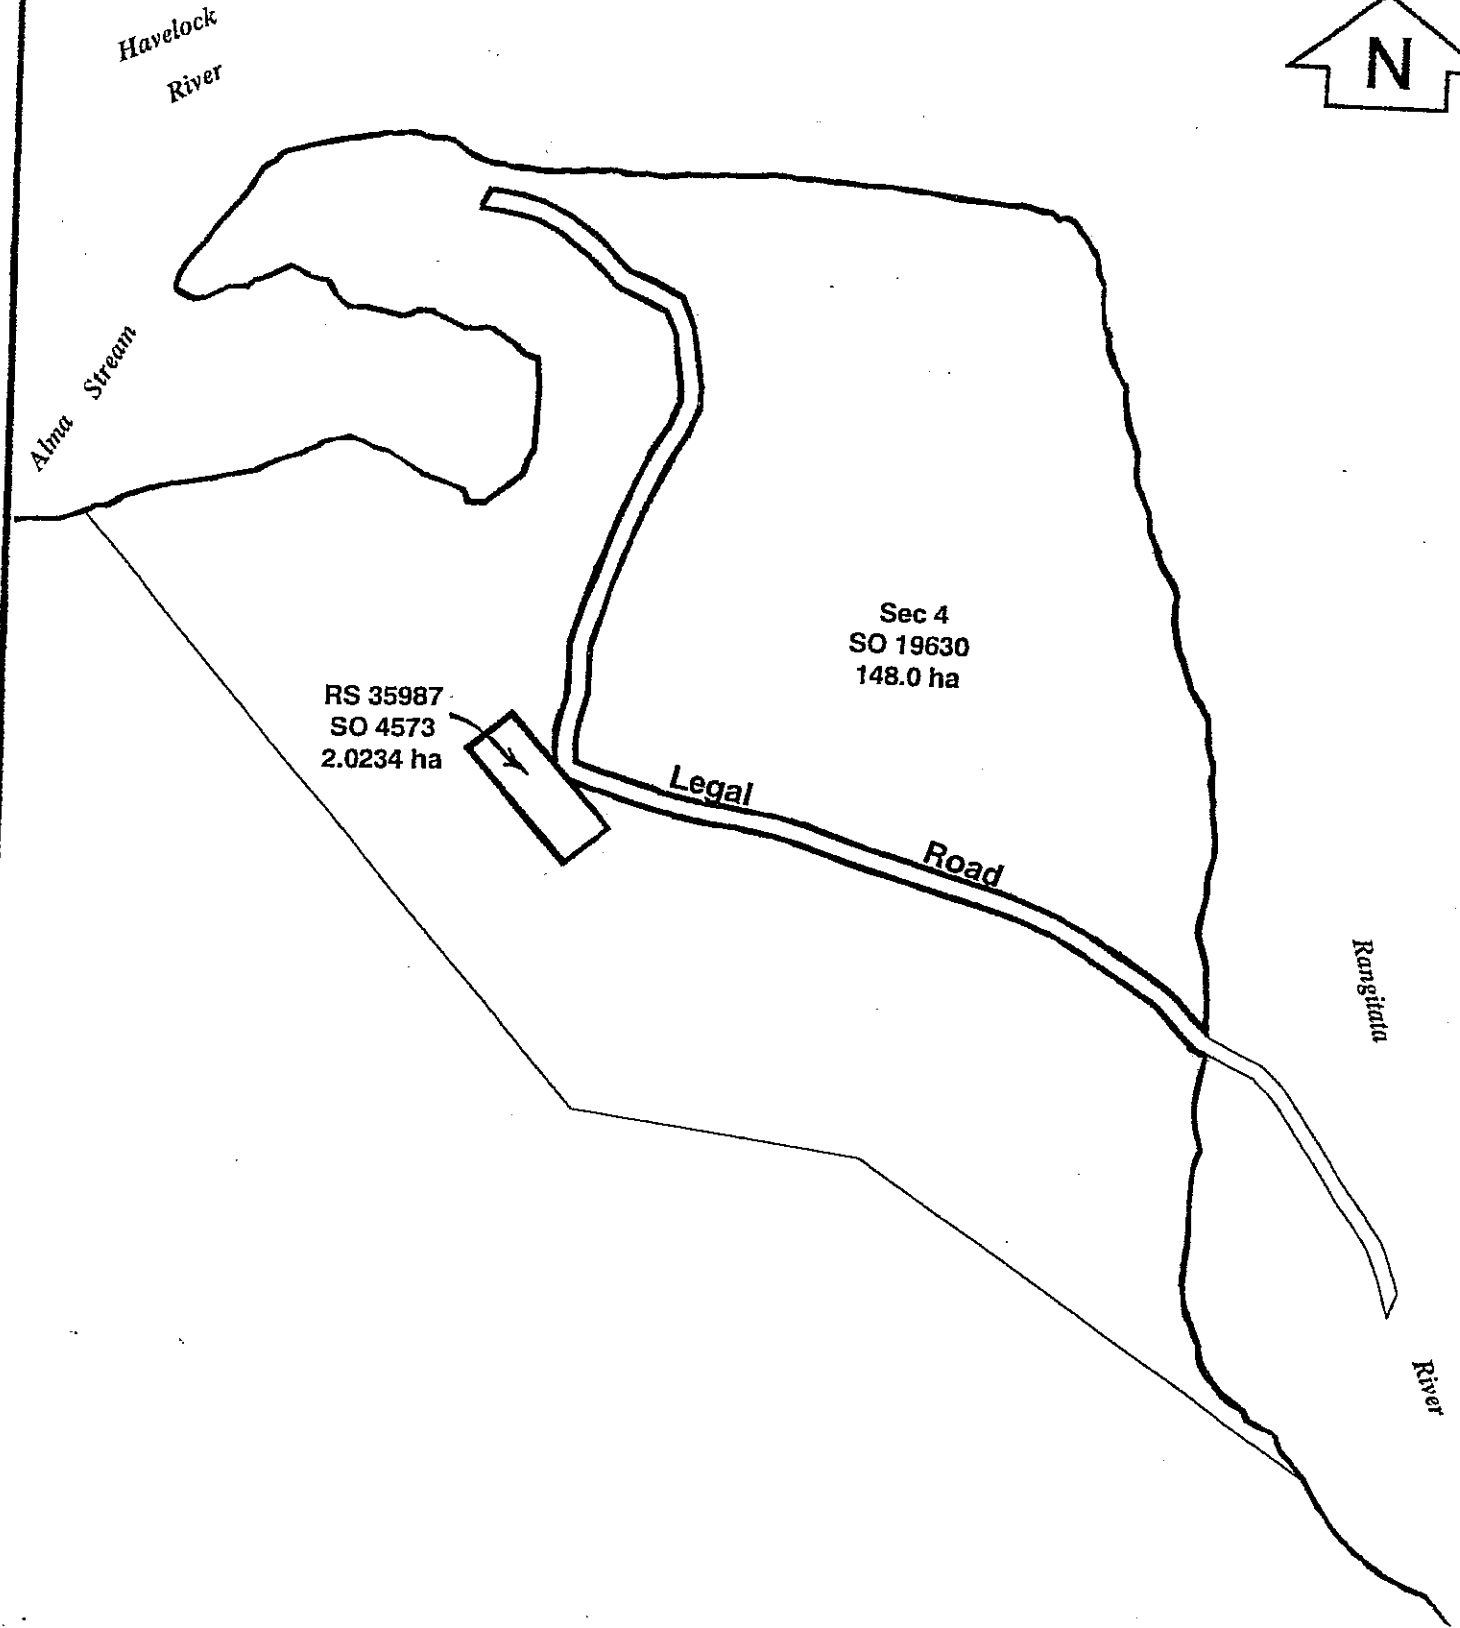 Havelock
River
N
Alma Stream
Sec 4
SO 19630
148.0 ha
RS 35987
SO 4573
2.0234 ha
Legal Road
Rangitata
River